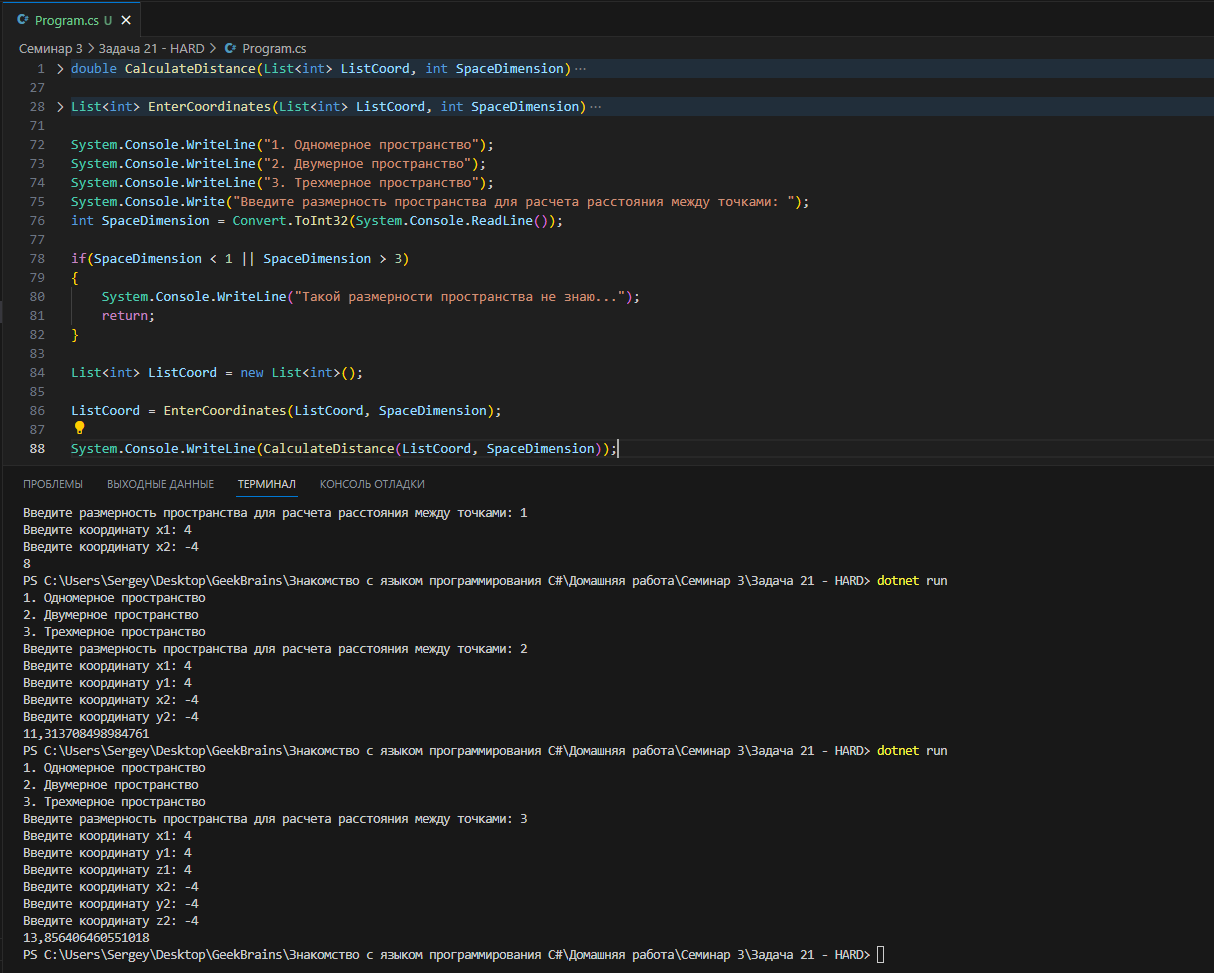 Program.cs U
Семинар 3 > Задача 21 - HARD > Program.cs
1 > double CalculateDistance(List<int> ListCoord, int SpaceDimension) ...
27
28 > List<int> EnterCoordinates(List<int> ListCoord, int SpaceDimension) ...
71
72 System.Console.WriteLine("1. Одномерное пространство");
73 System.Console.WriteLine("2. Двумерное пространство");
74 System.Console.WriteLine("3. Трехмерное пространство");
75 System.Console.Write("Введите размерность пространства для расчета расстояния между точками: ");
76 int SpaceDimension = Convert.ToInt32(System.Console.ReadLine());
77
78 if(SpaceDimension < 1 || SpaceDimension > 3)
79 {
80 System.Console.WriteLine("Такой размерности пространства не знаю...");
81 return;
82 }
83
84 List<int> ListCoord = new List<int>();
85
86 ListCoord = EnterCoordinates(ListCoord, SpaceDimension);
87
88 System.Console.WriteLine(CalculateDistance(ListCoord, SpaceDimension));
ПРОБЛЕМЫ ВЫХОДНЫЕ ДАННЫЕ ТЕРМИНАЛ КОНСОЛЬ ОТЛАДКИ
Введите размерность пространства для расчета расстояния между точками: 1
Введите координату x1: 4
Введите координату x2: -4
8
PS C:\Users\Sergey\Desktop\GeekBrains\Знакомство с языком программирования C#\Домашняя работа\Семинар 3\Задача 21 - HARD> dotnet run
1. Одномерное пространство
2. Двумерное пространство
3. Трехмерное пространство
Введите размерность пространства для расчета расстояния между точками: 2
Введите координату x1: 4
Введите координату y1: 4
Введите координату x2: -4
Введите координату y2: -4
11,313708498984761
PS C:\Users\Sergey\Desktop\GeekBrains\Знакомство с языком программирования C#\Домашняя работа\Семинар 3\Задача 21 - HARD> dotnet run
1. Одномерное пространство
2. Двумерное пространство
3. Трехмерное пространство
Введите размерность пространства для расчета расстояния между точками: 3
Введите координату x1: 4
Введите координату y1: 4
Введите координату z1: 4
Введите координату x2: -4
Введите координату y2: -4
Введите координату z2: -4
13,856406460551018
PS C:\Users\Sergey\Desktop\GeekBrains\Знакомство с языком программирования C#\Домашняя работа\Семинар 3\Задача 21 - HARD>